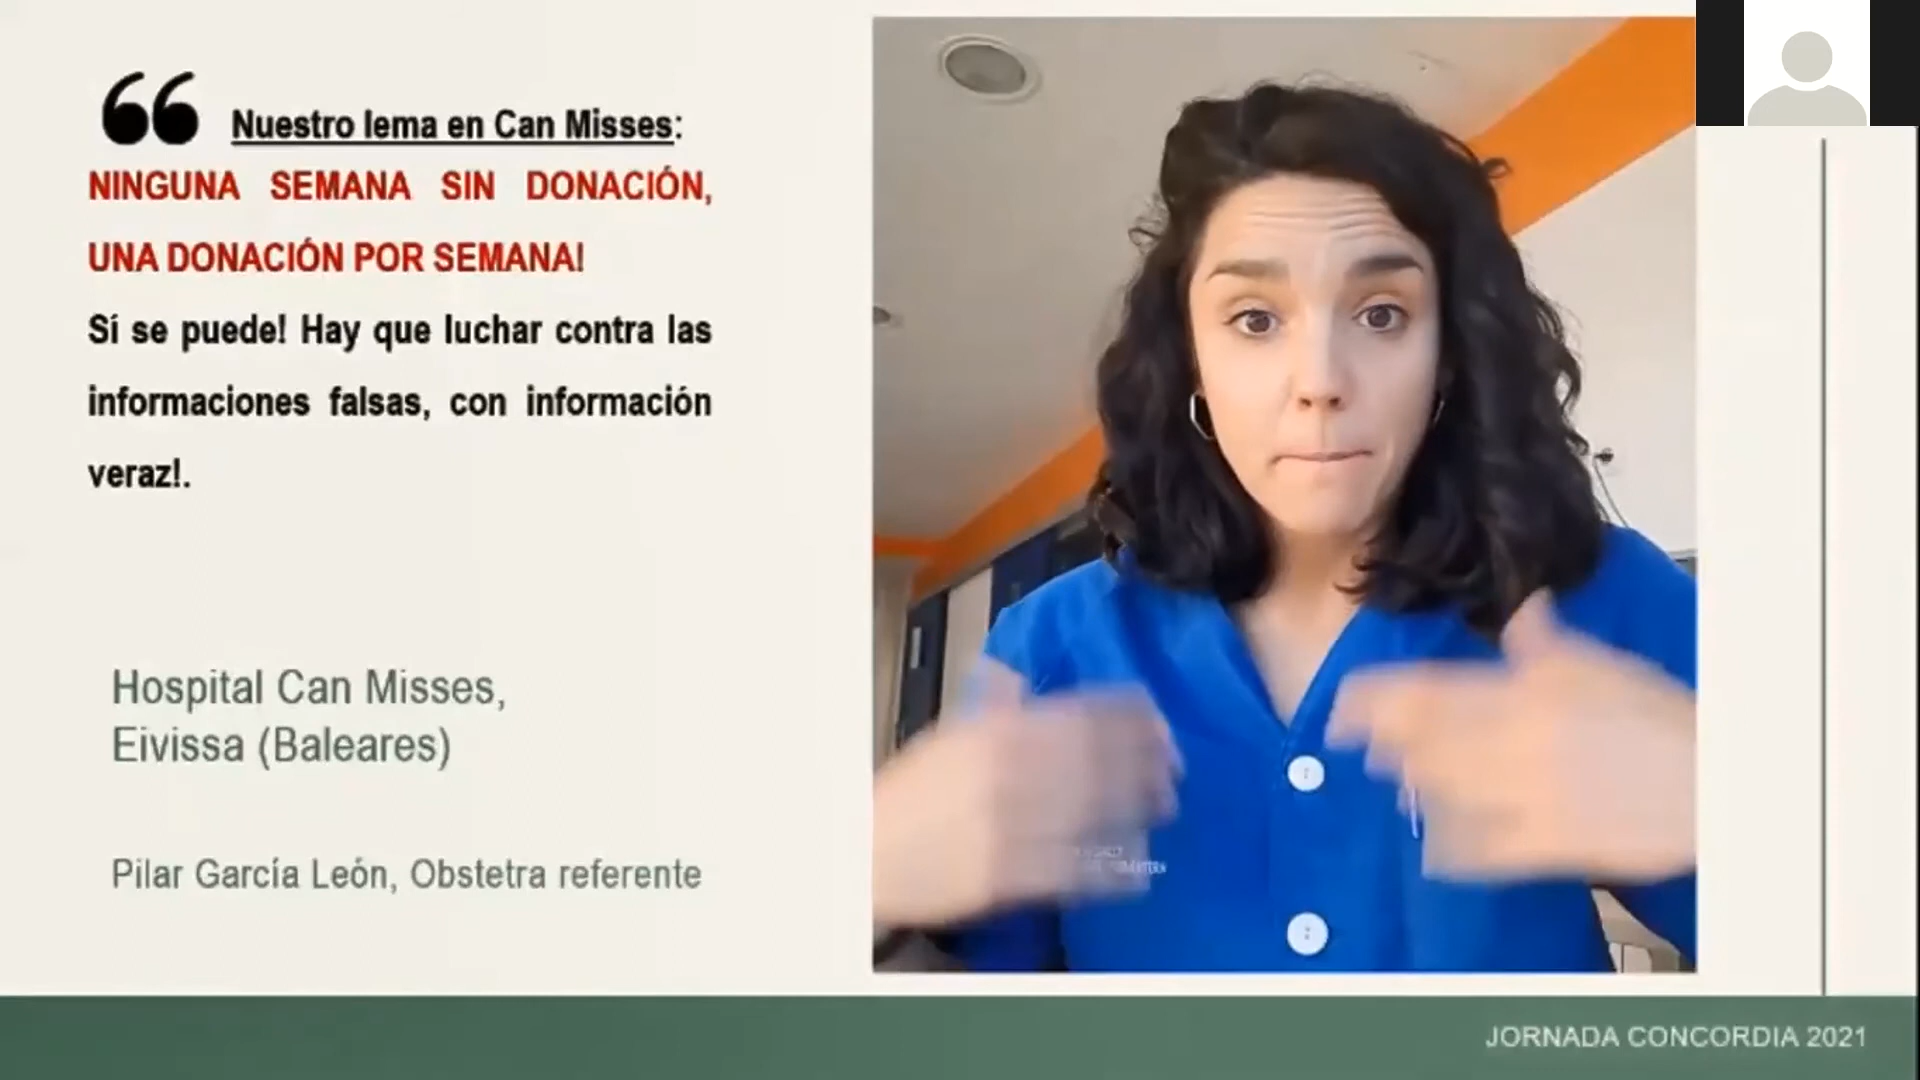 Nuestro lema en Can Misses:
NINGUNA SEMANA SIN DONACIÓN,
UNA DONACIÓN POR SEMANA!
Sí se puede! Hay que luchar contra las
informaciones falsas, con información
veraz!.
Hospital Can Misses,
Eivissa (Baleares)
Pilar García León, Obstetra referente
JORNADA CONCORDIA 2021